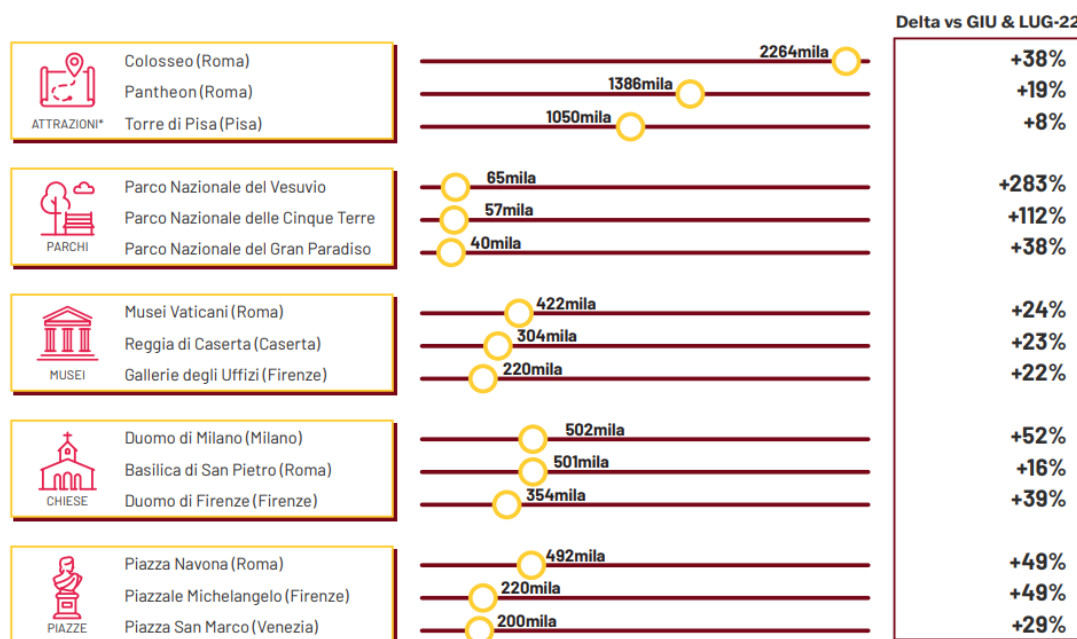 Delta vs GIU & LUG-22
ATTRAZIONI*
Colosseo (Roma) 2264mila +38%
Pantheon (Roma) 1386mila +19%
Torre di Pisa (Pisa) 1050mila +8%
PARCHI
Parco Nazionale del Vesuvio 65mila +283%
Parco Nazionale delle Cinque Terre 57mila +112%
Parco Nazionale del Gran Paradiso 40mila +38%
MUSEI
Musei Vaticani (Roma) 422mila +24%
Reggia di Caserta (Caserta) 304mila +23%
Gallerie degli Uffizi (Firenze) 220mila +22%
CHIESE
Duomo di Milano (Milano) 502mila +52%
Basilica di San Pietro (Roma) 501mila +16%
Duomo di Firenze (Firenze) 354mila +39%
PIAZZE
Piazza Navona (Roma) 492mila +49%
Piazzale Michelangelo (Firenze) 220mila +49%
Piazza San Marco (Venezia) 200mila +29%